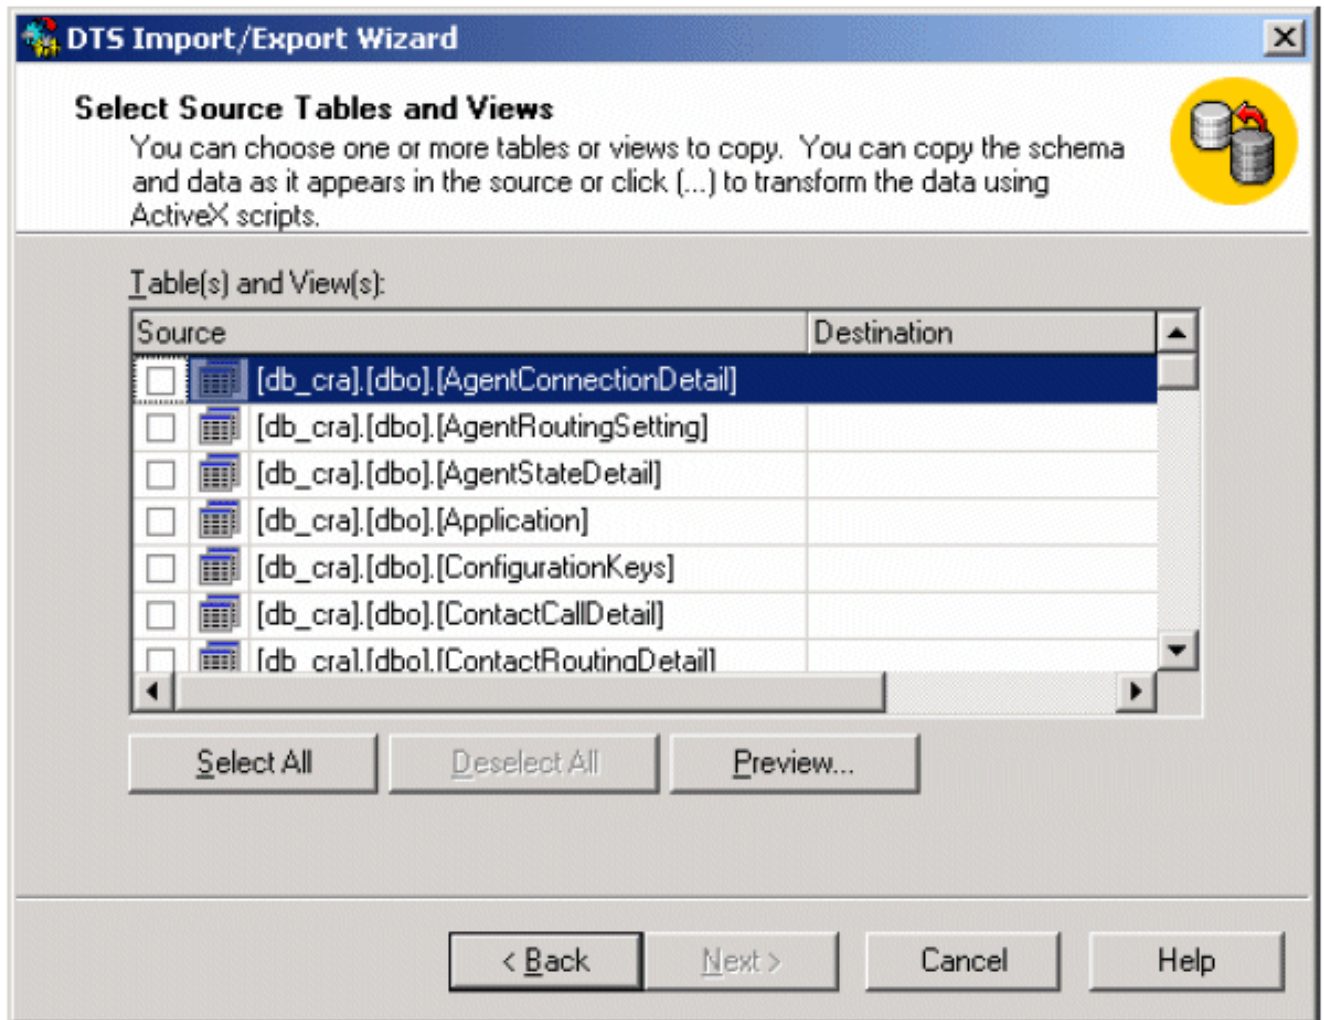 DTS Import/Export Wizard
Select Source Tables and Views
You can choose one or more tables or views to copy. You can copy the schema
and data as it appears in the source or click (...) to transform the data using
ActiveX scripts.
Table(s) and View(s):
Source Destination
[db_cra].[dbo].[AgentConnectionDetail]
[db_cra].[dbo].[AgentRoutingSetting]
[db_cra].[dbo].[AgentStateDetail]
[db_cra].[dbo].[Application]
[db_cra].[dbo].[ConfigurationKeys]
[db_cra].[dbo].[ContactCallDetail]
[db_cra].[dbo].[ContactRoutingDetail]
Select All Deselect All Preview...
< Back Next > Cancel Help